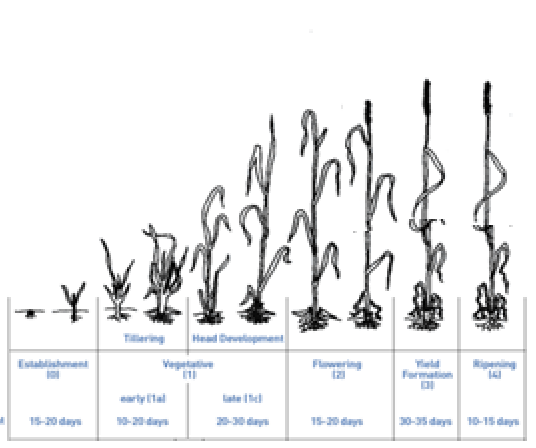 Tillering
Head Development
Establishment
(0)
Vegetative
(1)
Flowering
(2)
Yield
Formation
(3)
Ripening
(4)
early (1a)
late (1c)
M
15-20 days
10-20 days
20-30 days
15-20 days
30-35 days
10-15 days